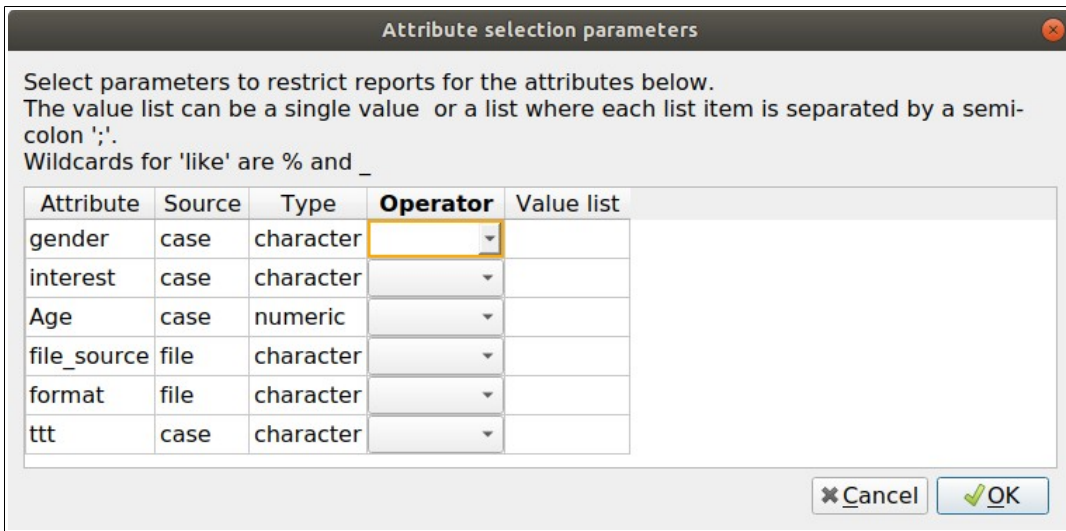 Attribute selection parameters
Select parameters to restrict reports for the attributes below.
The value list can be a single value  or a list where each list item is separated by a semi-
colon ';'.
Wildcards for 'like' are % and _
Attribute Source Type Operator Value list
gender case character
interest case character
Age case numeric
file_source file character
format file character
ttt case character
Cancel OK